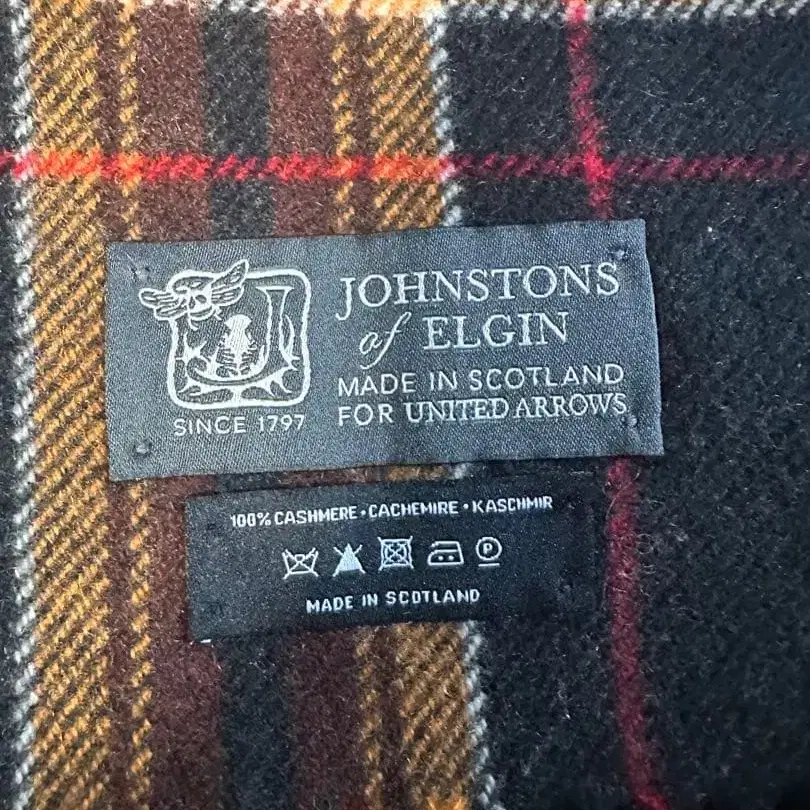 JOHNSTONS
of ELGIN
MADE IN SCOTLAND
FOR UNITED ARROWS
SINCE 1797
100% CASHMERE • CACHEMIRE • KASCHMIR
P
MADE IN SCOTLAND